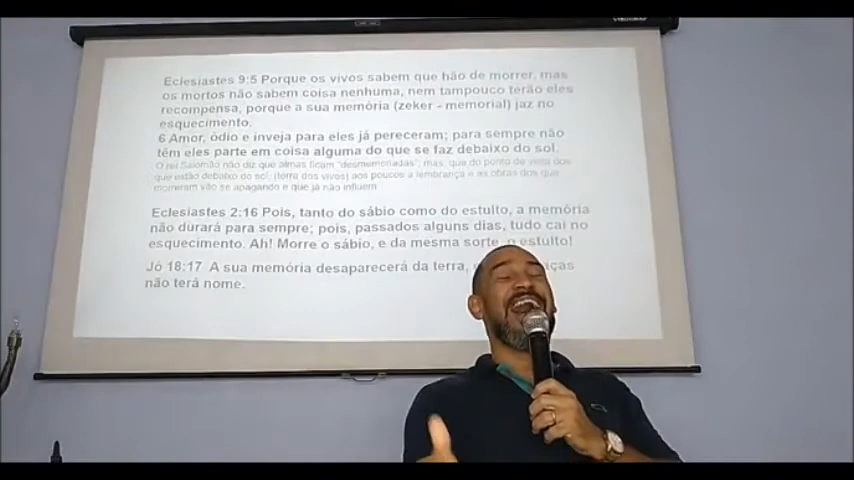 Eclesiastes 9:5 Porque os vivos sabem que hão de morrer, mas
os mortos não sabem coisa nenhuma, nem tampouco terão eles
recompensa, porque a sua memória (zeker - memorial) jaz no
esquecimento.
6 Amor, ódio e inveja para eles já pereceram; para sempre não
têm eles parte em coisa alguma do que se faz debaixo do sol.
O rei Salomão não diz que almas ficam "desmemoriadas", mas, que do ponto de vista dos
que estão debaixo do sol, (terra dos vivos) aos poucos a lembrança e as obras dos que
morreram vão se apagando e que já não influem.
Eclesiastes 2:16 Pois, tanto do sábio como do estulto, a memória
não durará para sempre; pois, passados alguns dias, tudo cai no
esquecimento. Ah! Morre o sábio, e da mesma sorte, o estulto!
Jó 18:17 A sua memória desaparecerá da terra,
não terá nome.